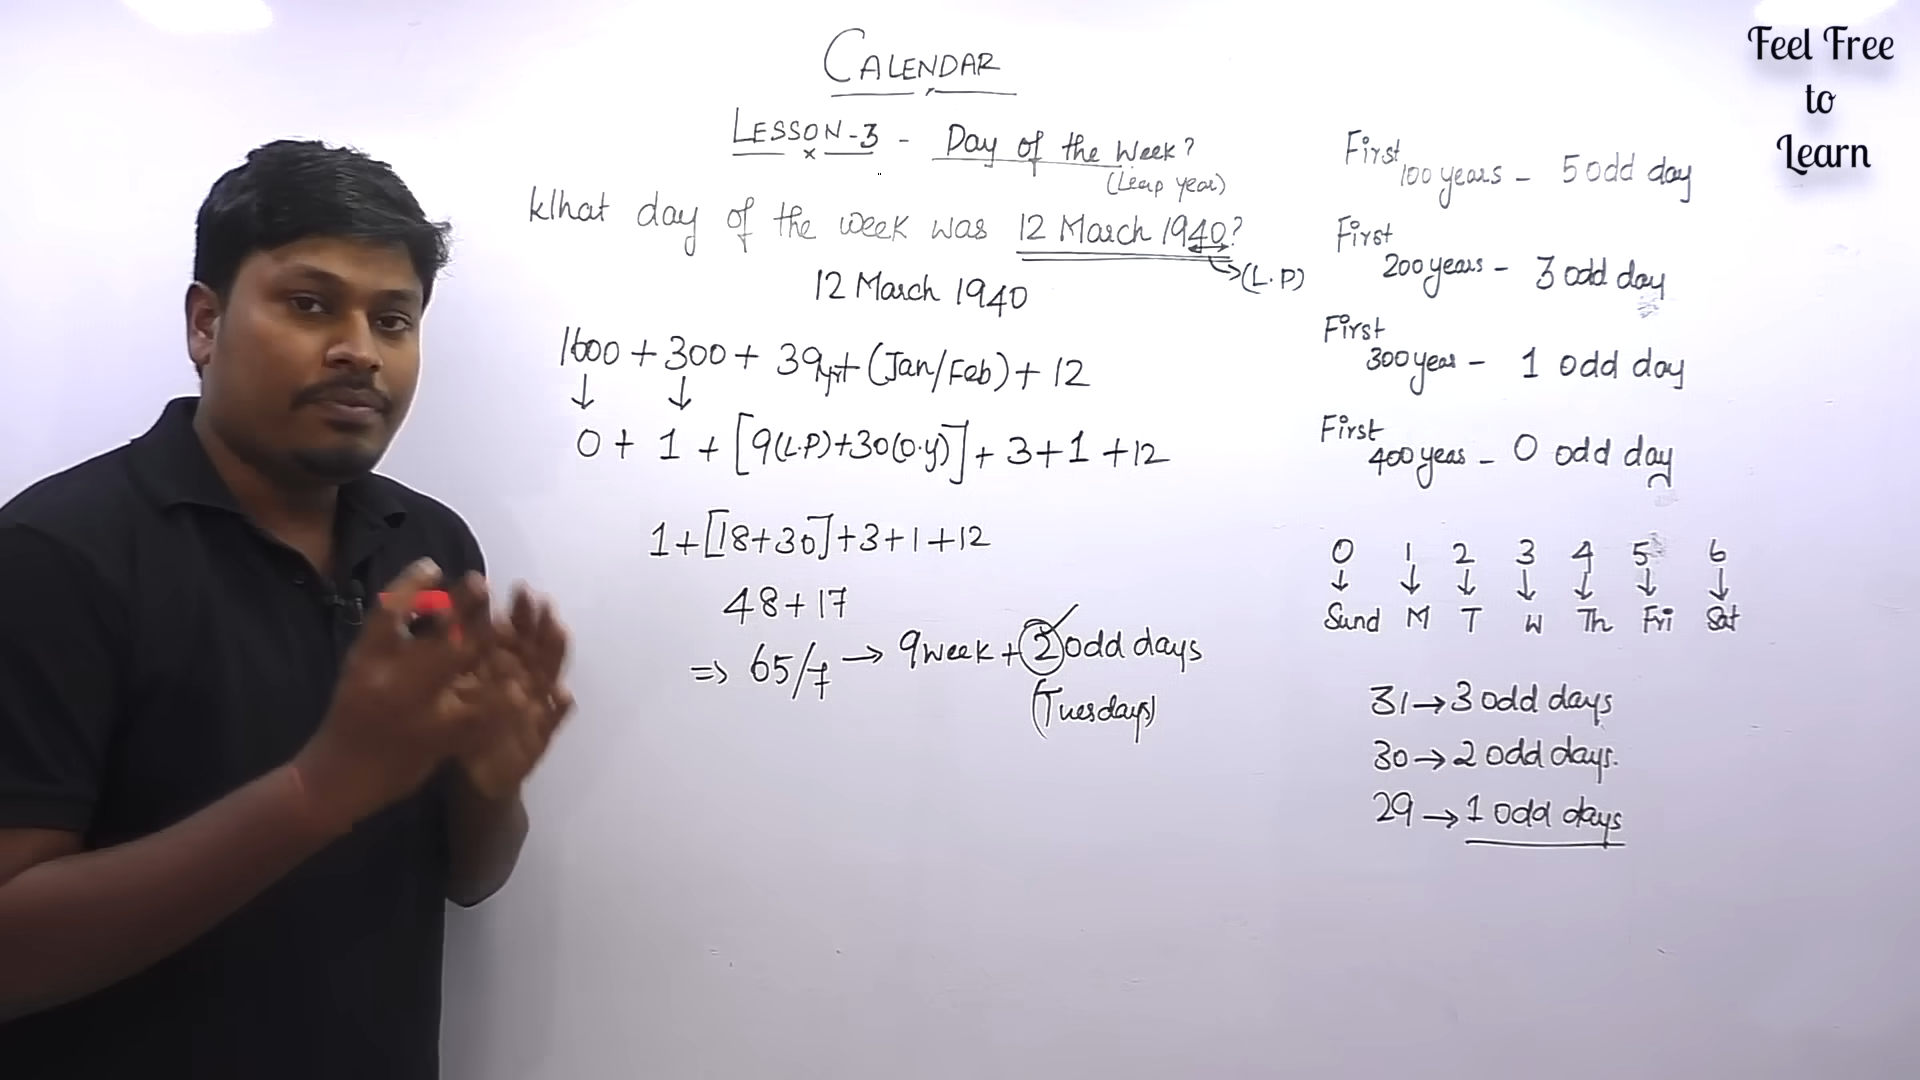 CALENDAR
LESSON-3 - Day of the Week?
(Leap year)
What day of the week was 12 March 1940?
→(L.P)
12 March 1940
1600 + 300 + 39yr + (Jan/Feb) + 12
↓ ↓
0 + 1 + [9(L.P)+30(O.y)] + 3+1 +12
1+[18+30]+3+1+12
48+17
=> 65/7 → 9week + 2 odd days
(Tuesdays)
First
100 years - 5 odd day
First
200 years - 3 odd day
First
300 year - 1 odd day
First
400 yeas - 0 odd day
0 1 2 3 4 5 6
↓ ↓ ↓ ↓ ↓ ↓ ↓
Sund M T W Th Fri Sat
31→3 odd days
30→2 odd days.
29→1 odd days
Feel Free
to
Learn